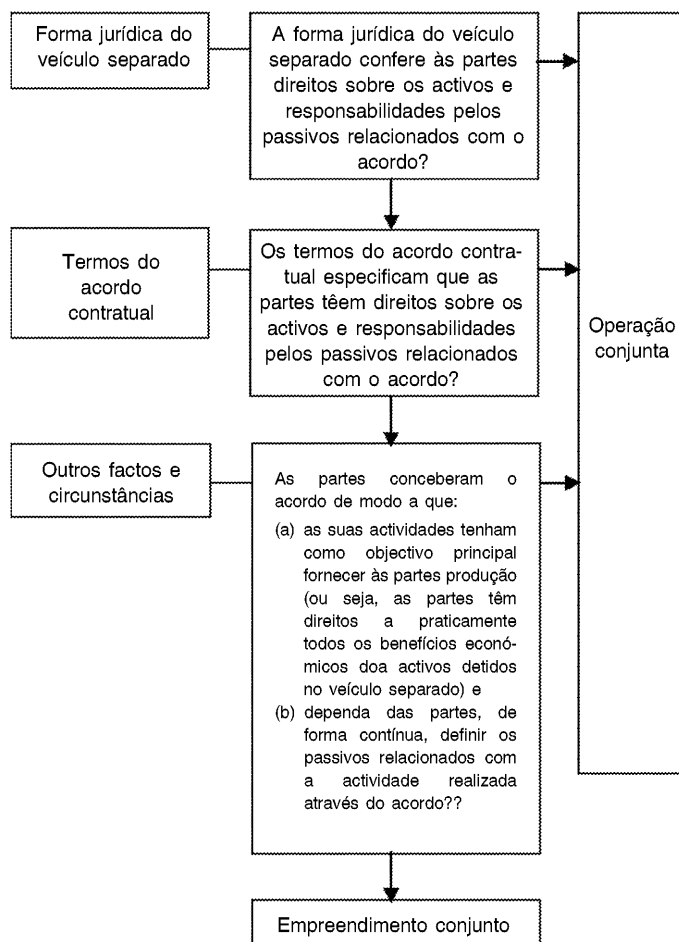 Forma jurídica do
veículo separado
A forma jurídica do veículo
separado confere às partes
direitos sobre os activos e
responsabilidades pelos
passivos relacionados com o
acordo?
Termos do
acordo
contratual
Os termos do acordo contra-
tual especificam que as
partes têem direitos sobre os
activos e responsabilidades
pelos passivos relacionados
com o acordo?
Operação
conjunta
Outros factos e
circunstâncias
As partes conceberam o
acordo de modo a que:
(a) as suas actividades tenham
como objectivo principal
fornecer às partes produção
(ou seja, as partes têm
direitos a praticamente
todos os benefícios econó-
micos doa activos detidos
no veículo separado) e
(b) dependa das partes, de
forma contínua, definir os
passivos relacionados com
a actividade realizada
através do acordo??
Empreendimento conjunto